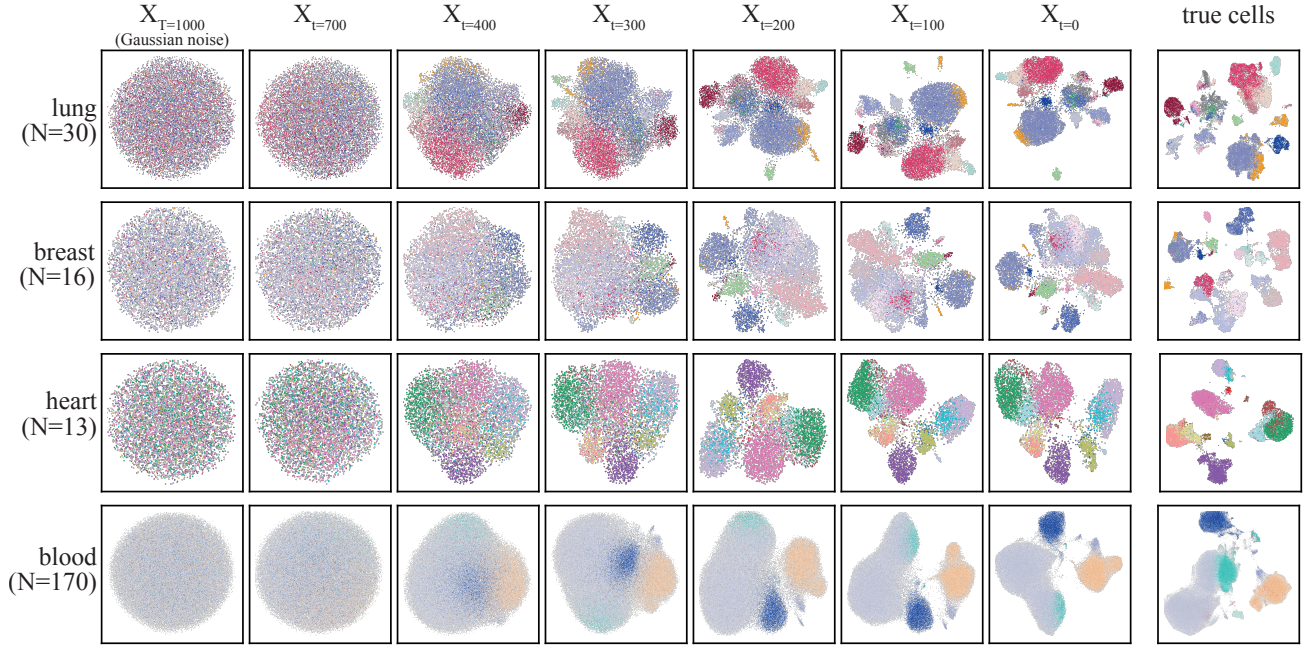 X_{T=1000} X_{t=700} X_{t=400} X_{t=300} X_{t=200} X_{t=100} X_{t=0} true cells
(Gaussian noise)
lung
(N=30)
breast
(N=16)
heart
(N=13)
blood
(N=170)